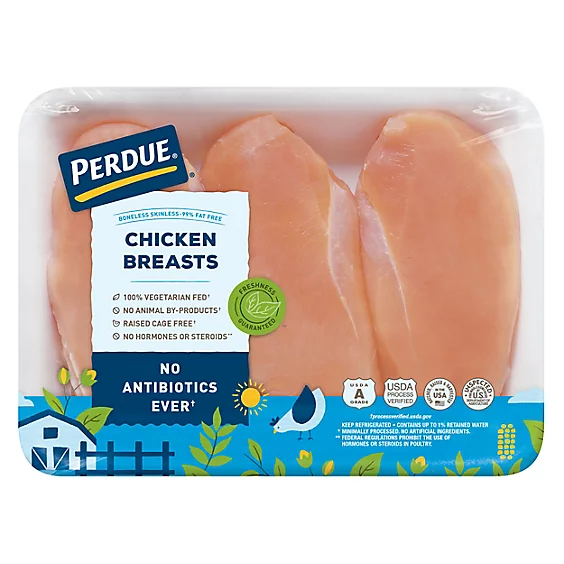 PERDUE®
BONELESS SKINLESS-99% FAT FREE
CHICKEN
BREASTS
100% VEGETARIAN FED†
NO ANIMAL BY-PRODUCTS†
RAISED CAGE FREE†
NO HORMONES OR STEROIDS**
FRESHNESS
GUARANTEED
NO
ANTIBIOTICS
EVER†
USDA
A
GRADE
USDA
PROCESS
VERIFIED
IN THE
USA
INSPECTED
U.S.
DEPARTMENT OF
AGRICULTURE
†processverified.usda.gov
KEEP REFRIGERATED • CONTAINS UP TO 1% RETAINED WATER
* MINIMALLY PROCESSED. NO ARTIFICIAL INGREDIENTS.
** FEDERAL REGULATIONS PROHIBIT THE USE OF
HORMONES OR STEROIDS IN POULTRY.